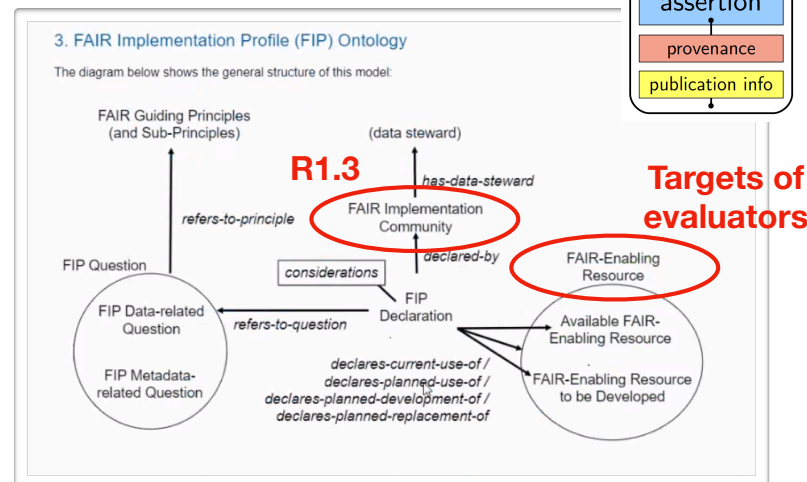 assertion
provenance
publication info
3. FAIR Implementation Profile (FIP) Ontology
The diagram below shows the general structure of this model:
FAIR Guiding Principles
(and Sub-Principles)
(data steward)
R1.3
has-data-steward
Targets of
evaluators
FAIR Implementation
Community
refers-to-principle
declared-by
FAIR-Enabling
Resource
FIP Question
considerations
FIP
Declaration
FIP Data-related
Question
refers-to-question
Available FAIR-
Enabling Resource
FIP Metadata-
related Question
declares-current-use-of /
declares-planned-use-of /
declares-planned-development-of /
declares-planned-replacement-of
FAIR-Enabling Resource
to be Developed